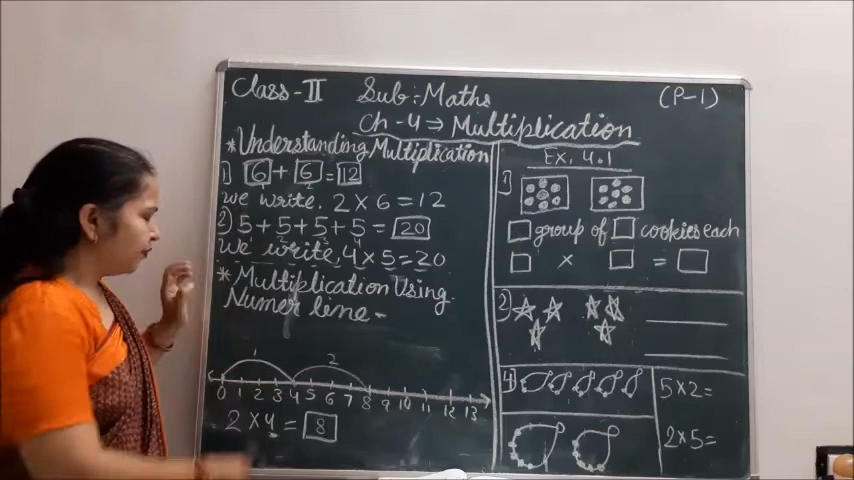 Class-II Sub:-Maths (P-1)
Ch-4 ⇒ Multiplication
*Understanding Multiplication
1) 6 + 6 = 12
we write, 2 × 6 = 12
2) 5 + 5 + 5 + 5 = 20
We write, 4 × 5 = 20
* Multiplication Using
Numer line -
1 2
0 1 2 3 4 5 6 7 8 9 10 11 12 13
2 × 4 = 8
Ex. 4.1
1)
group of cookies each
× =
2)
4)
5×2=
2×5=